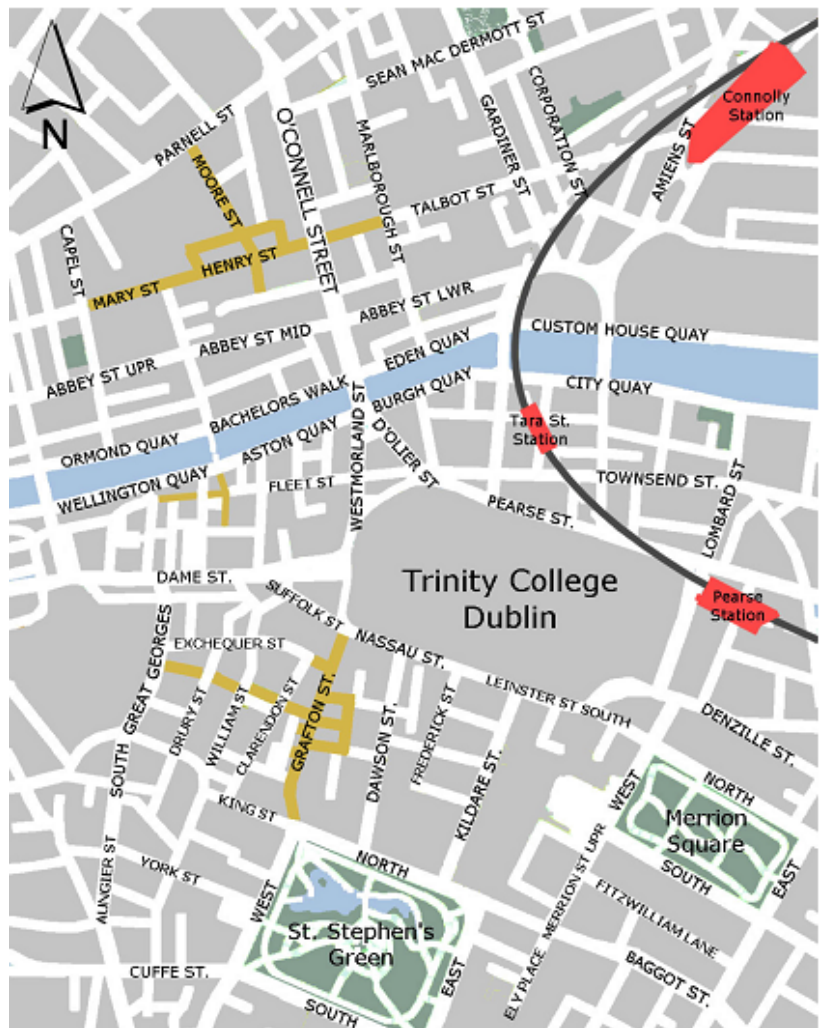 SEAN MAC DERMOTT ST
Connolly
Station
CORPORATION ST
GARDINER ST
N
PARNELL ST
O'CONNELL STREET
MARLBOROUGH ST
AMIENS ST
MOORE ST
TALBOT ST
CAPEL ST
HENRY ST
MARY ST
ABBEY ST LWR
ABBEY ST MID
ABBEY ST UPR
CUSTOM HOUSE QUAY
EDEN QUAY
CITY QUAY
BACHELORS WALK
BURGH QUAY
ORMOND QUAY
ASTON QUAY
Tara St.
Station
WELLINGTON QUAY
WESTMORLAND ST
D'OLIER ST
FLEET ST
TOWNSEND ST.
LOMBARD ST
PEARSE ST.
DAME ST.
Trinity College
Dublin
Pearse
Station
SUFFOLK ST
NASSAU ST.
EXCHEQUER ST
SOUTH GREAT GEORGES
LEINSTER ST SOUTH
DRURY ST
WILLIAM ST
CLARENDON ST
GRAFTON ST.
DAWSON ST.
FREDERICK ST
KILDARE ST.
DENZILLE ST.
KING ST
WEST
NORTH
Merrion
Square
SOUTH
EAST
AUNGIER ST
YORK ST
NORTH
WEST
St. Stephen's
Green
EAST
SOUTH
CUFFE ST.
ELY PLACE
MERRION ST UPR
FITZWILLIAM LANE
BAGGOT ST.